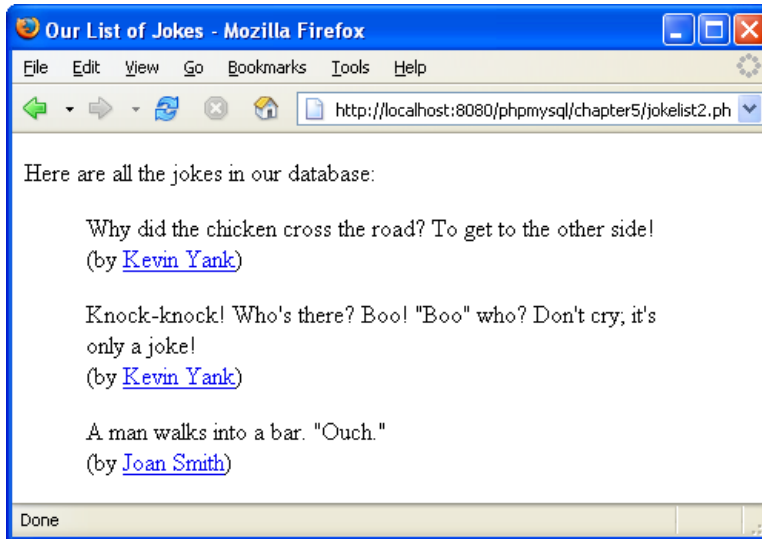 Our List of Jokes - Mozilla Firefox
File Edit View Go Bookmarks Tools Help
http://localhost:8080/phpmysql/chapter5/jokelist2.ph
Here are all the jokes in our database:
Why did the chicken cross the road? To get to the other side!
(by Kevin Yank)
Knock-knock! Who's there? Boo! "Boo" who? Don't cry; it's
only a joke!
(by Kevin Yank)
A man walks into a bar. "Ouch."
(by Joan Smith)
Done